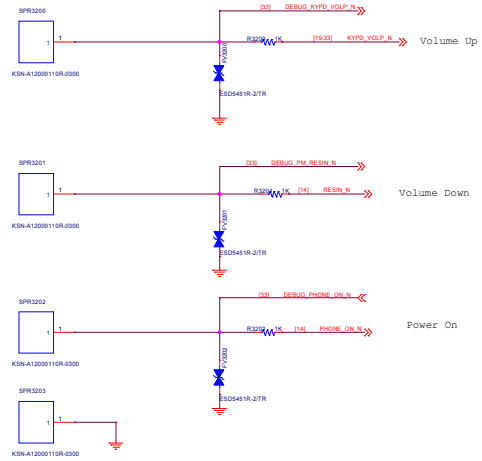 SPR3200
1
1
KSN-A12000110R-0300
[33] DEBUG_KYPD_VOLP_N
R3200 1K [19,33] KYPD_VOLP_N
Volume Up
FV3200
ESD5451R-2/TR
SPR3201
1
1
KSN-A12000110R-0300
[33] DEBUG_PM_RESIN_N
R3201 1K [14] RESIN_N
Volume Down
FV3201
ESD5451R-2/TR
SPR3202
1
1
KSN-A12000110R-0300
[33] DEBUG_PHONE_ON_N
R3202 1K [14] PHONE_ON_N
Power On
FV3202
ESD5451R-2/TR
SPR3203
1
1
KSN-A12000110R-0300